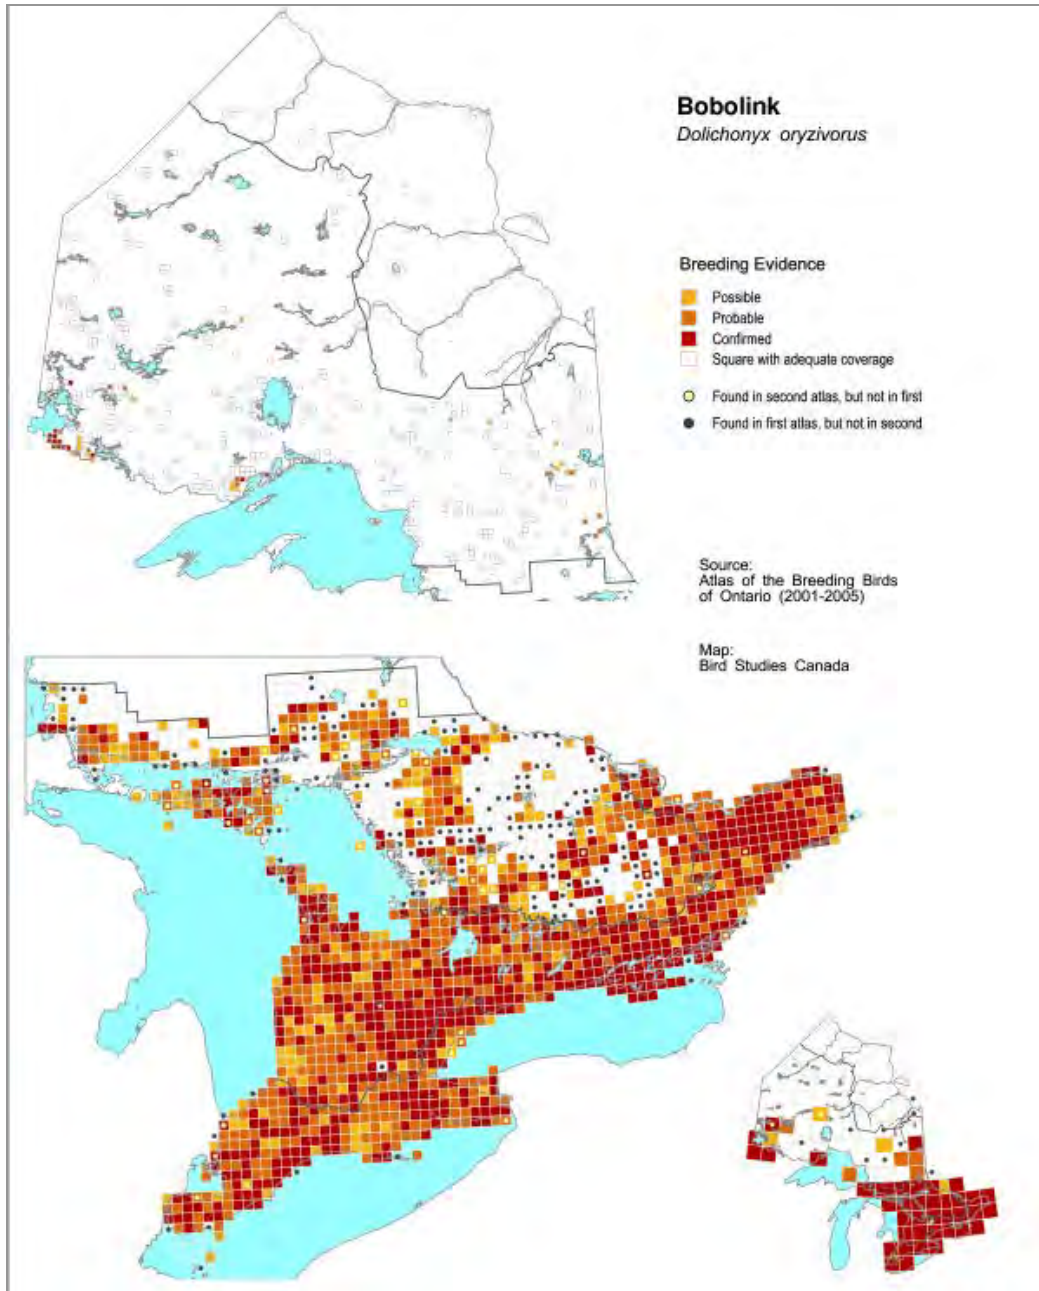 Bobolink
Dolichonyx oryzivorus
Breeding Evidence
Possible
Probable
Confirmed
Square with adequate coverage
Found in second atlas, but not in first
Found in first atlas, but not in second
Source:
Atlas of the Breeding Birds
of Ontario (2001-2005)
Map:
Bird Studies Canada